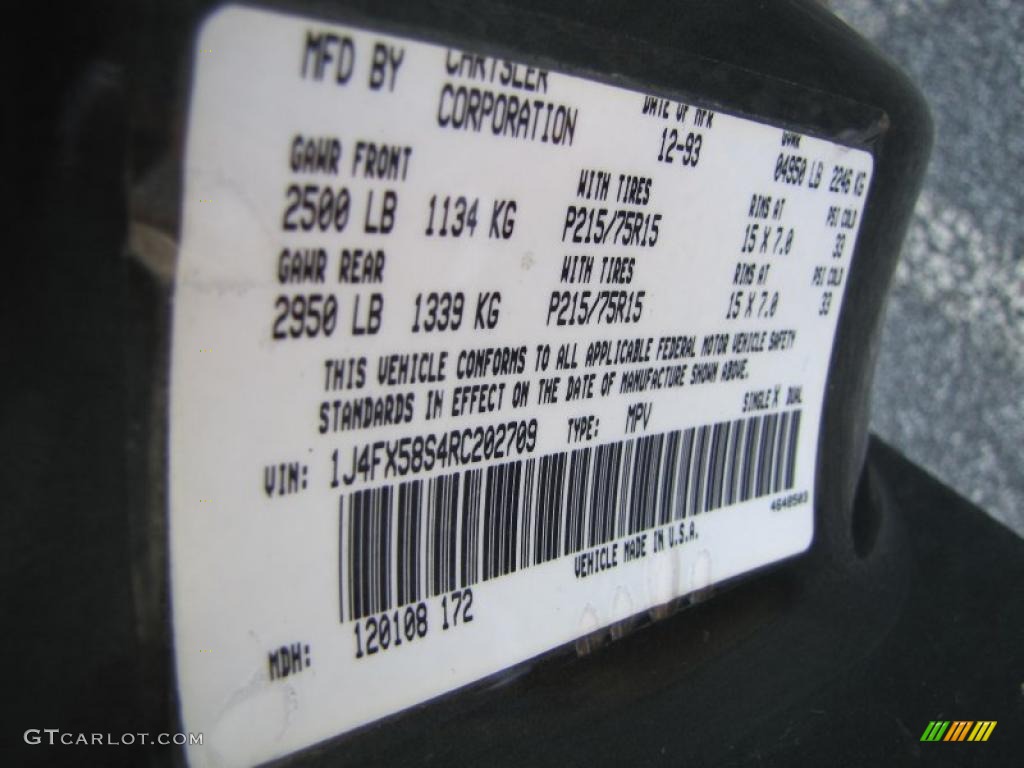 MFD BY CHRYSLER CORPORATION DATE OF MFR 12-93 GVWR 04950 LB 2246 KG
GAWR FRONT WITH TIRES RIMS AT PSI COLD
2500 LB 1134 KG P215/75R15 15 X 7.0 33
GAWR REAR WITH TIRES RIMS AT PSI COLD
2950 LB 1339 KG P215/75R15 15 X 7.0 33
THIS VEHICLE CONFORMS TO ALL APPLICABLE FEDERAL MOTOR VEHICLE SAFETY
STANDARDS IN EFFECT ON THE DATE OF MANUFACTURE SHOWN ABOVE.
VIN: 1J4FX58S4RC202709 TYPE: MPV SINGLE X DUAL
4648503
VEHICLE MADE IN U.S.A.
MDH: 120108 172
GTCARLOT.COM